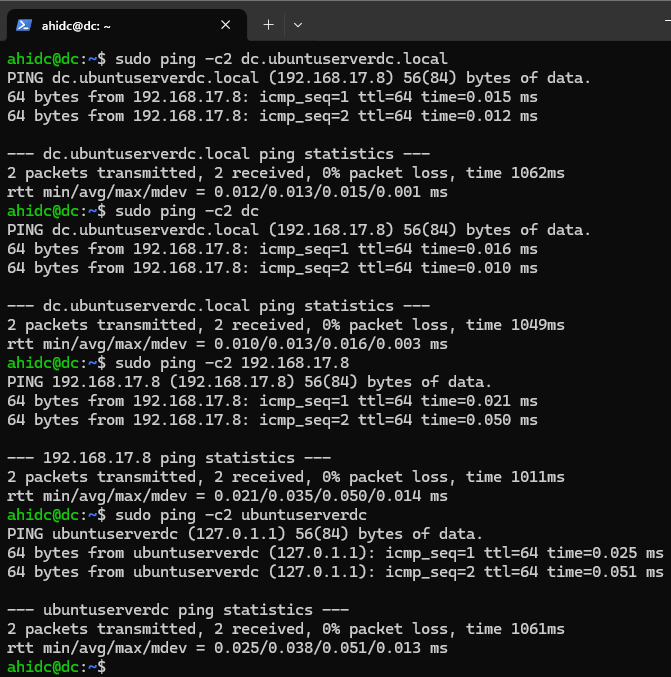 ahidc@dc: ~
ahidc@dc:~$ sudo ping -c2 dc.ubuntuserverdc.local
PING dc.ubuntuserverdc.local (192.168.17.8) 56(84) bytes of data.
64 bytes from 192.168.17.8: icmp_seq=1 ttl=64 time=0.015 ms
64 bytes from 192.168.17.8: icmp_seq=2 ttl=64 time=0.012 ms

--- dc.ubuntuserverdc.local ping statistics ---
2 packets transmitted, 2 received, 0% packet loss, time 1062ms
rtt min/avg/max/mdev = 0.012/0.013/0.015/0.001 ms
ahidc@dc:~$ sudo ping -c2 dc
PING dc.ubuntuserverdc.local (192.168.17.8) 56(84) bytes of data.
64 bytes from 192.168.17.8: icmp_seq=1 ttl=64 time=0.016 ms
64 bytes from 192.168.17.8: icmp_seq=2 ttl=64 time=0.010 ms

--- dc.ubuntuserverdc.local ping statistics ---
2 packets transmitted, 2 received, 0% packet loss, time 1049ms
rtt min/avg/max/mdev = 0.010/0.013/0.016/0.003 ms
ahidc@dc:~$ sudo ping -c2 192.168.17.8
PING 192.168.17.8 (192.168.17.8) 56(84) bytes of data.
64 bytes from 192.168.17.8: icmp_seq=1 ttl=64 time=0.021 ms
64 bytes from 192.168.17.8: icmp_seq=2 ttl=64 time=0.050 ms

--- 192.168.17.8 ping statistics ---
2 packets transmitted, 2 received, 0% packet loss, time 1011ms
rtt min/avg/max/mdev = 0.021/0.035/0.050/0.014 ms
ahidc@dc:~$ sudo ping -c2 ubuntuserverdc
PING ubuntuserverdc (127.0.1.1) 56(84) bytes of data.
64 bytes from ubuntuserverdc (127.0.1.1): icmp_seq=1 ttl=64 time=0.025 ms
64 bytes from ubuntuserverdc (127.0.1.1): icmp_seq=2 ttl=64 time=0.051 ms

--- ubuntuserverdc ping statistics ---
2 packets transmitted, 2 received, 0% packet loss, time 1061ms
rtt min/avg/max/mdev = 0.025/0.038/0.051/0.013 ms
ahidc@dc:~$